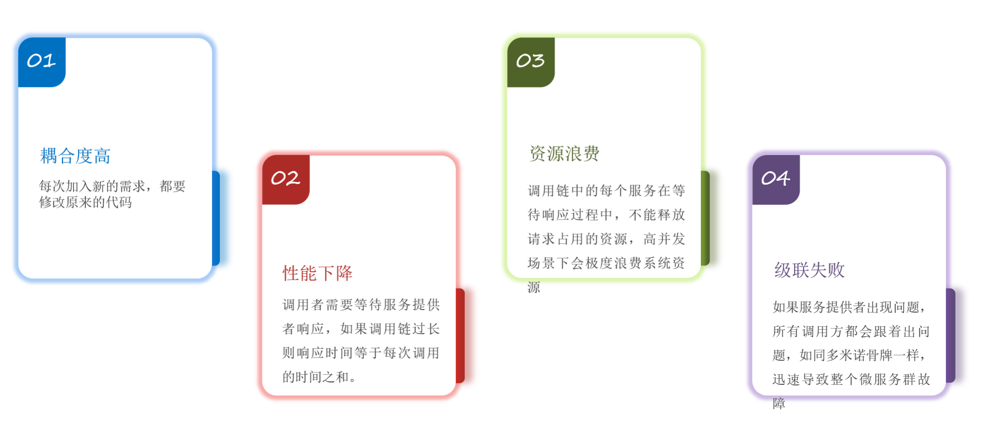 01
耦合度高
每次加入新的需求，都要
修改原来的代码
02
性能下降
调用者需要等待服务提供
者响应，如果调用链过长
则响应时间等于每次调用
的时间之和。
03
资源浪费
调用链中的每个服务在等
待响应过程中，不能释放
请求占用的资源，高并发
场景下会极度浪费系统资
源
04
级联失败
如果服务提供者出现问题，
所有调用方都会跟着出问
题，如同多米诺骨牌一样，
迅速导致整个微服务群故
障